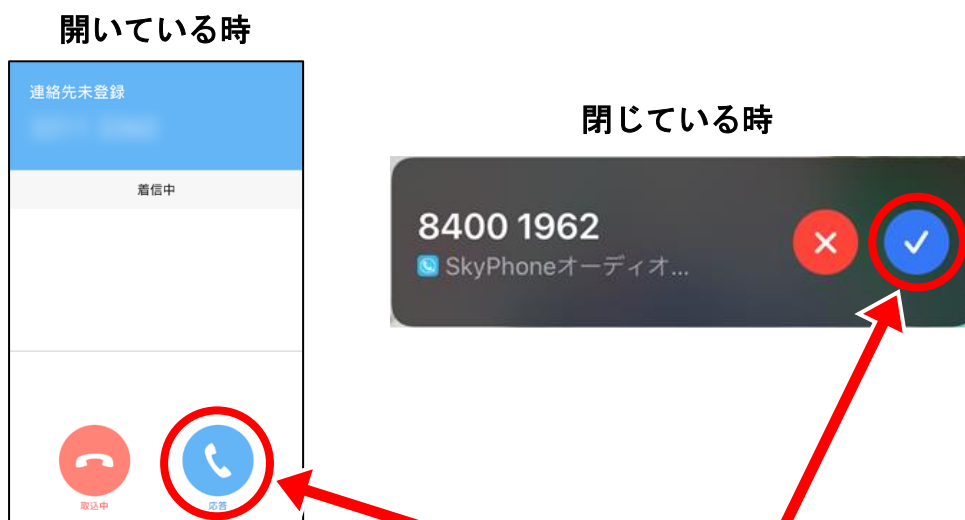 開いている時
連絡先未登録
着信中
取込中
応答
閉じている時
8400 1962
SkyPhoneオーディオ...